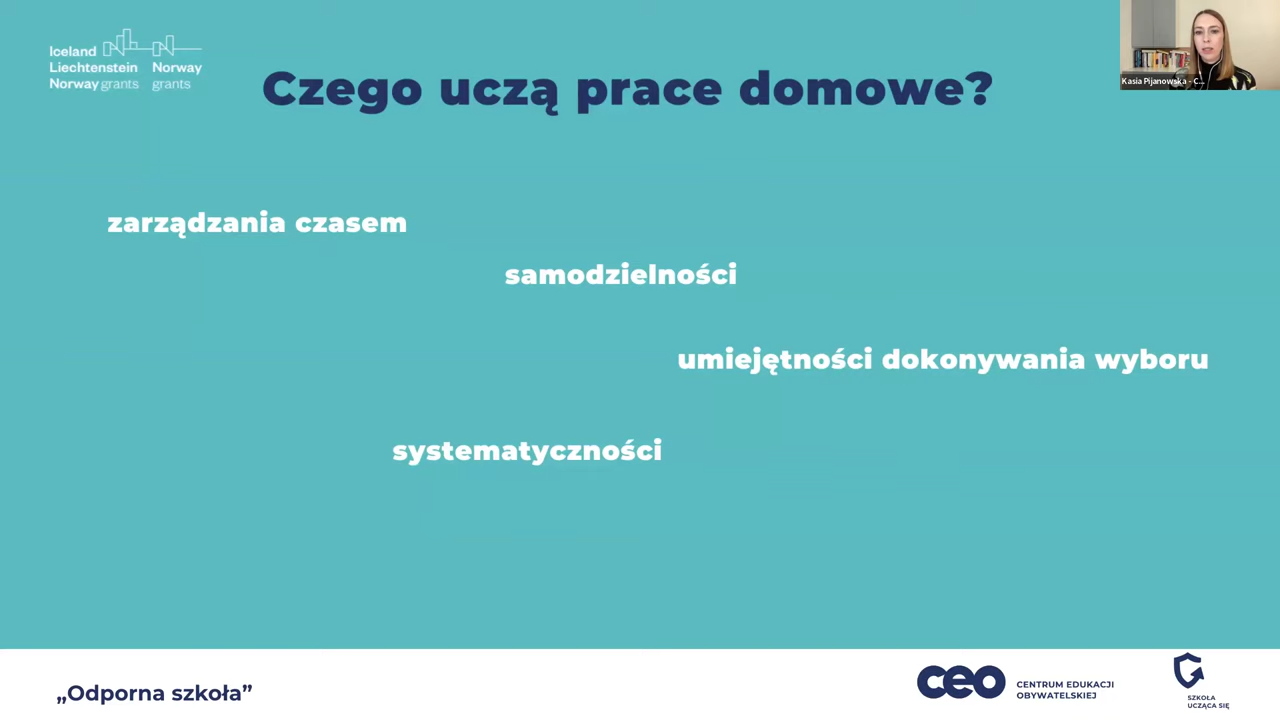 Iceland
Liechtenstein Norway
Norway grants grants
Czego uczą prace domowe?
Kasia Pijanowska - C...
zarządzania czasem
samodzielności
umiejętności dokonywania wyboru
systematyczności
„Odporna szkoła”
ceo
CENTRUM EDUKACJI
OBYWATELSKIEJ
SZKOŁA
UCZĄCA SIĘ